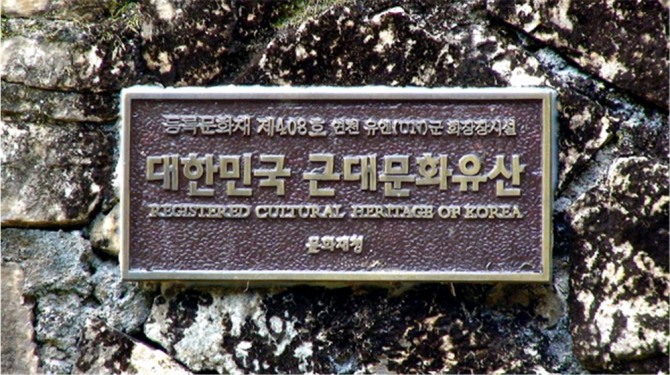 등록문화재 제408호 연천 유엔(UN)군 화장장시설
대한민국 근대문화유산
REGISTERED CULTURAL HERITAGE OF KOREA
문화재청